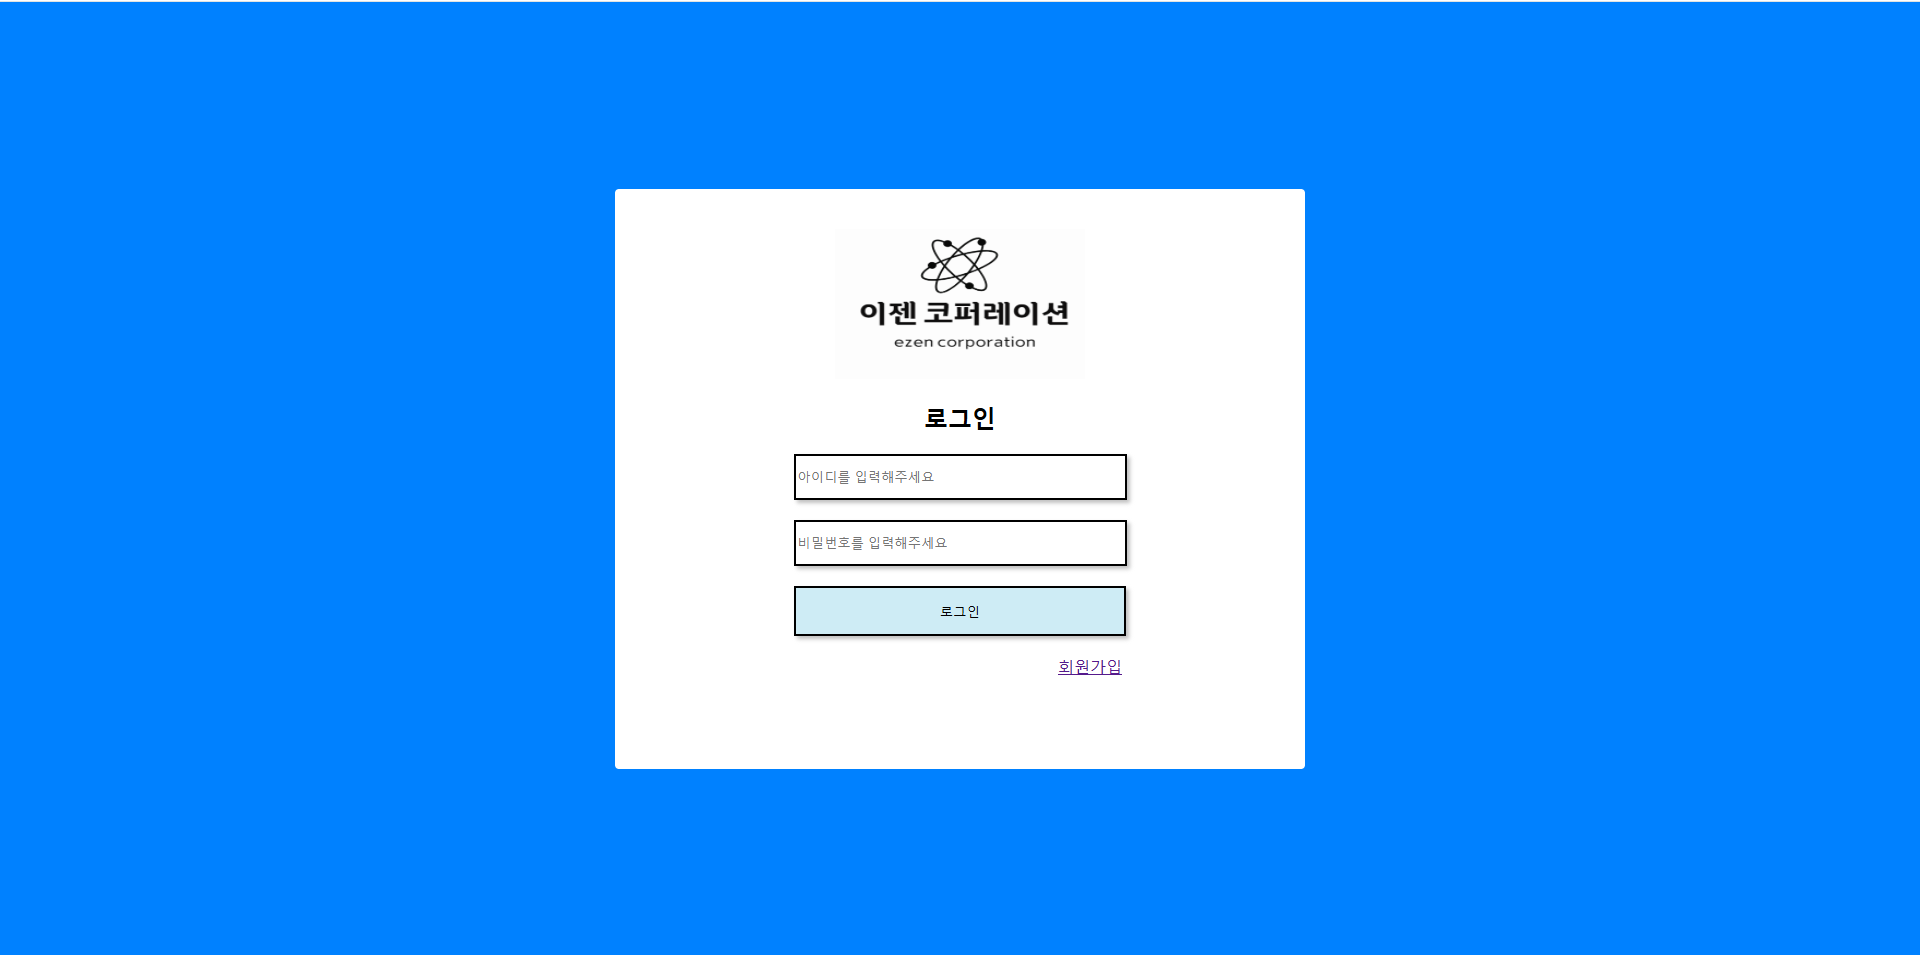 이젠 코퍼레이션
ezen corporation
로그인
아이디를 입력해주세요
비밀번호를 입력해주세요
로그인
회원가입